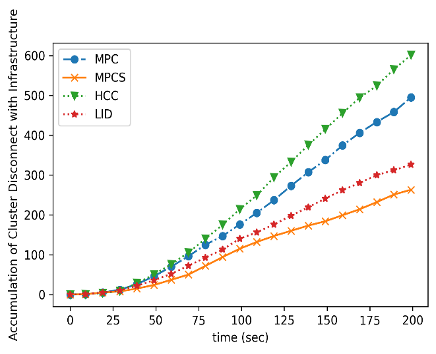 Accumulation of Cluster Disconnect with Infrastructure
600
500
400
300
200
100
0
MPC
MPCS
HCC
LID
0 25 50 75 100 125 150 175 200
time (sec)